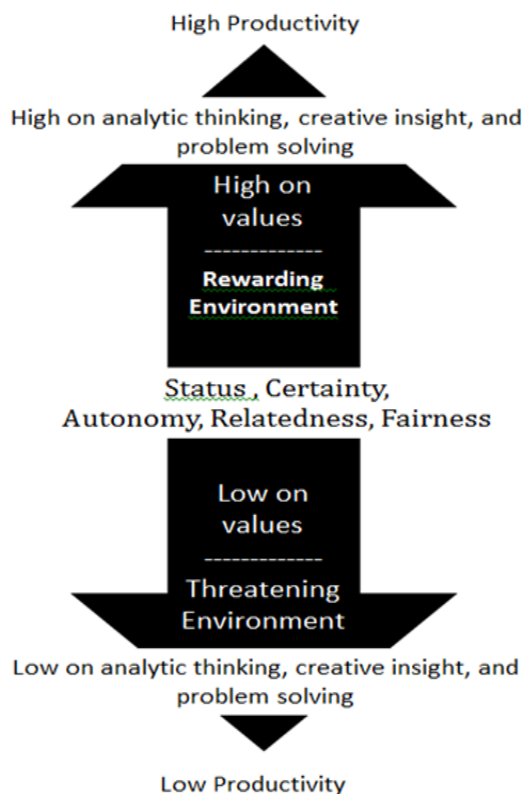 High Productivity
High on analytic thinking, creative insight, and
problem solving
High on
values
-------------
Rewarding
Environment
Status , Certainty,
Autonomy, Relatedness, Fairness
Low on
values
-------------
Threatening
Environment
Low on analytic thinking, creative insight, and
problem solving
Low Productivity